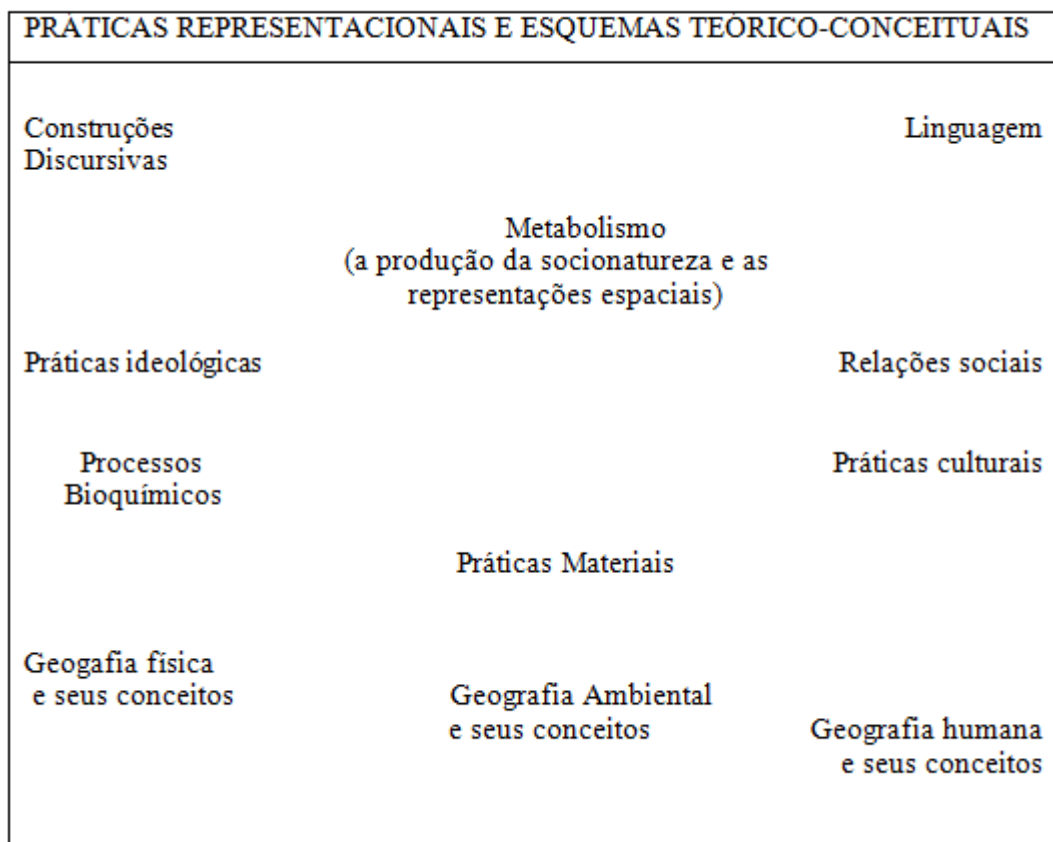 PRÁTICAS REPRESENTACIONAIS E ESQUEMAS TEÓRICO-CONCEITUAIS
Construções Linguagem
Discursivas
Metabolismo
(a produção da socionatureza e as
representações espaciais)
Práticas ideológicas Relações sociais
Processos Práticas culturais
Bioquímicos
Práticas Materiais
Geogafia física
e seus conceitos Geografia Ambiental
e seus conceitos Geografia humana
e seus conceitos